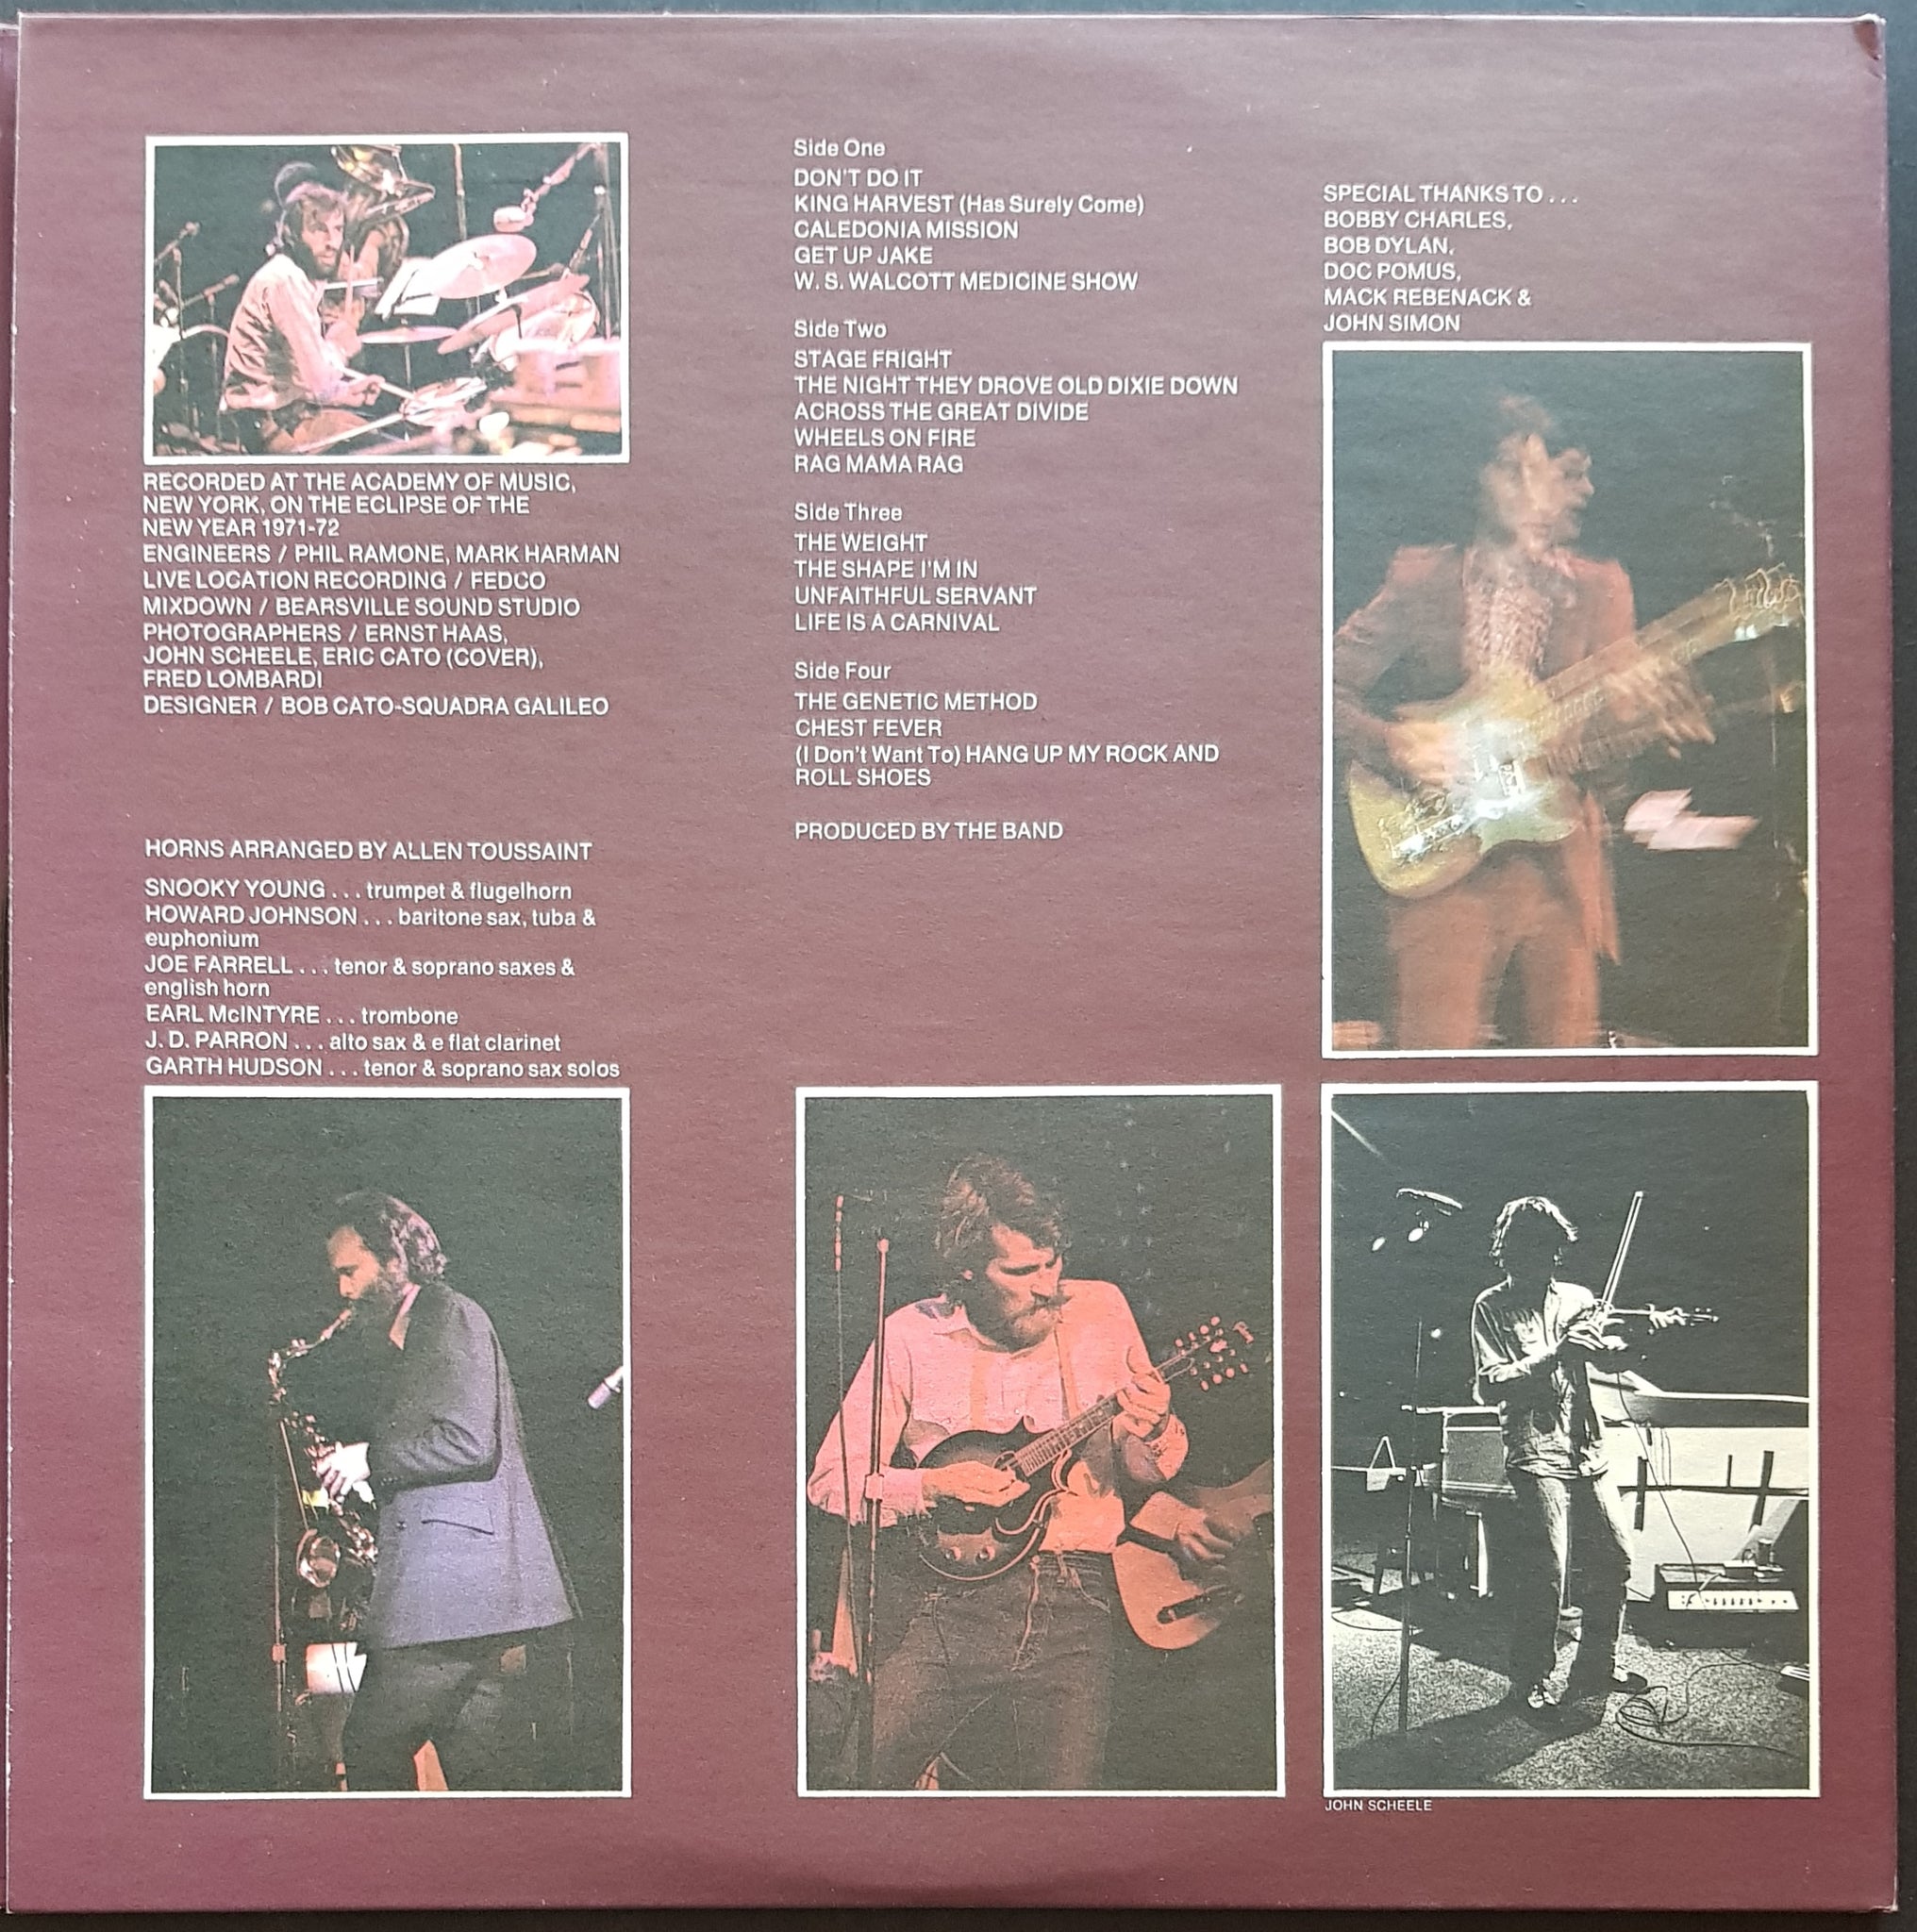 RECORDED AT THE ACADEMY OF MUSIC,
NEW YORK, ON THE ECLIPSE OF THE
NEW YEAR 1971-72
ENGINEERS / PHIL RAMONE, MARK HARMAN
LIVE LOCATION RECORDING / FEDCO
MIXDOWN / BEARSVILLE SOUND STUDIO
PHOTOGRAPHERS / ERNST HAAS,
JOHN SCHEELE, ERIC CATO (COVER),
FRED LOMBARDI
DESIGNER / BOB CATO-SQUADRA GALILEO
HORNS ARRANGED BY ALLEN TOUSSAINT
SNOOKY YOUNG . . . trumpet & flugelhorn
HOWARD JOHNSON . . . baritone sax, tuba &
euphonium
JOE FARRELL . . . tenor & soprano saxes &
english horn
EARL McINTYRE . . . trombone
J. D. PARRON . . . alto sax & e flat clarinet
GARTH HUDSON . . . tenor & soprano sax solos
Side One
DON'T DO IT
KING HARVEST (Has Surely Come)
CALEDONIA MISSION
GET UP JAKE
W. S. WALCOTT MEDICINE SHOW
Side Two
STAGE FRIGHT
THE NIGHT THEY DROVE OLD DIXIE DOWN
ACROSS THE GREAT DIVIDE
WHEELS ON FIRE
RAG MAMA RAG
Side Three
THE WEIGHT
THE SHAPE I'M IN
UNFAITHFUL SERVANT
LIFE IS A CARNIVAL
Side Four
THE GENETIC METHOD
CHEST FEVER
(I Don't Want To) HANG UP MY ROCK AND
ROLL SHOES
PRODUCED BY THE BAND
SPECIAL THANKS TO . . .
BOBBY CHARLES,
BOB DYLAN,
DOC POMUS,
MACK REBENACK &
JOHN SIMON
JOHN SCHEELE